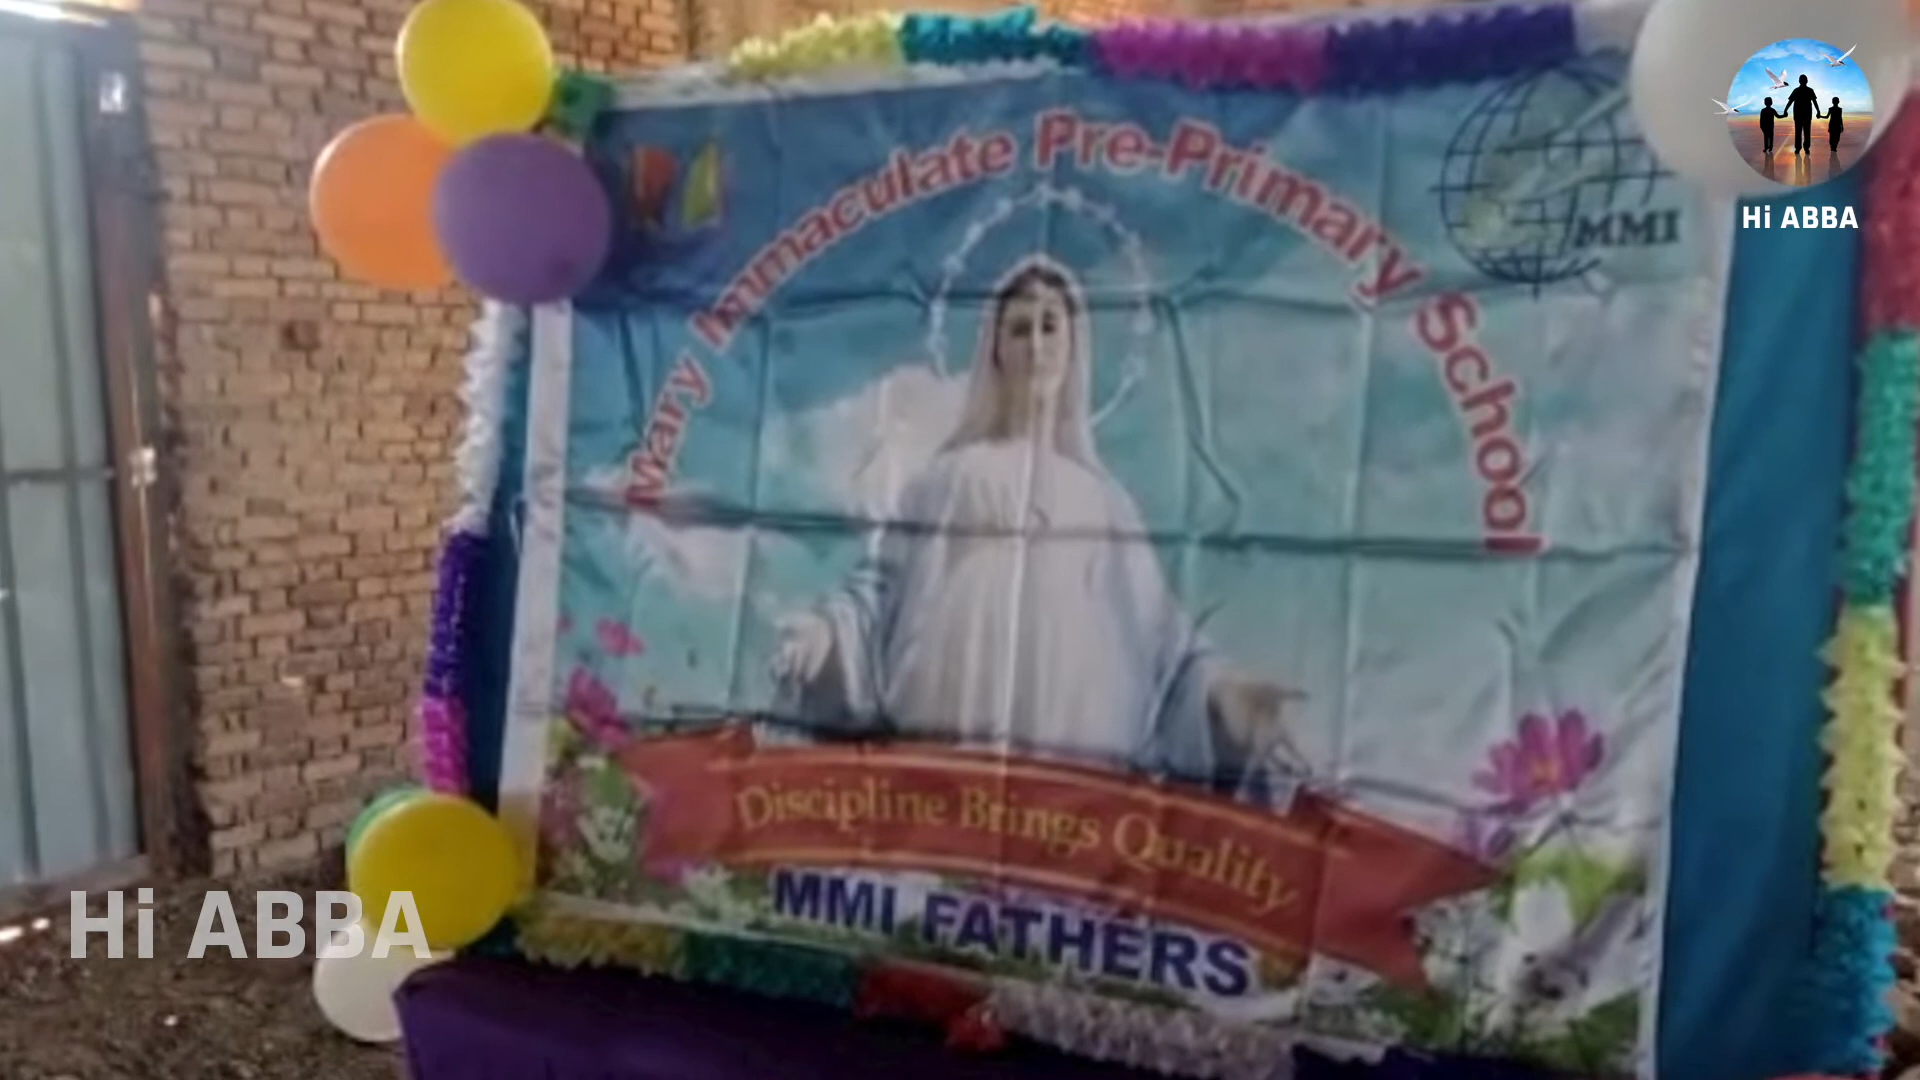 Mary Immaculate Pre-Primary School
MMI
Hi ABBA
Discipline Brings Quality
MMI FATHERS
Hi ABBA